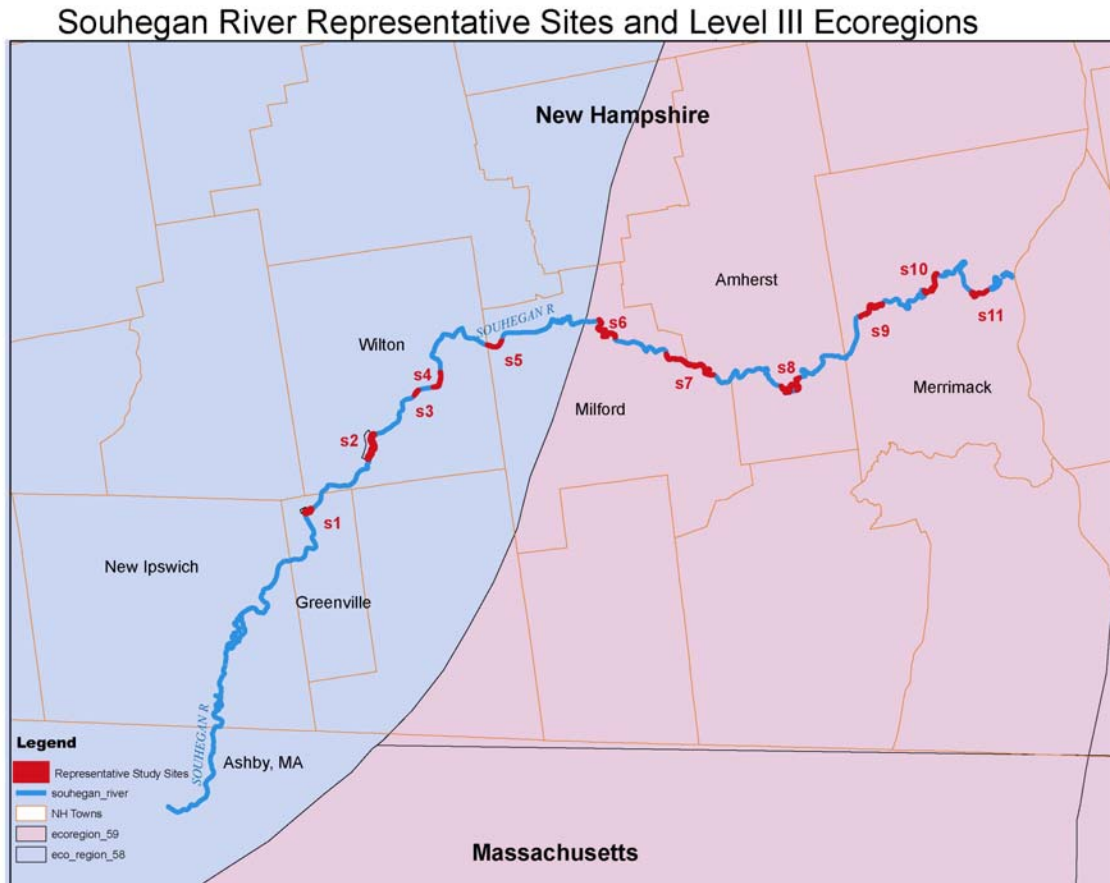 Souhegan River Representative Sites and Level III Ecoregions
New Hampshire
s10
Amherst
s11
SOUHEGAN R
s6
s9
Wilton
s5
s7
s8
s4
Merrimack
s3
Milford
s2
s1
New Ipswich
Greenville
SOUHEGAN R
Ashby, MA
Legend
Representative Study Sites
souhegan_river
NH Towns
ecoregion_59
eco_region_58
Massachusetts